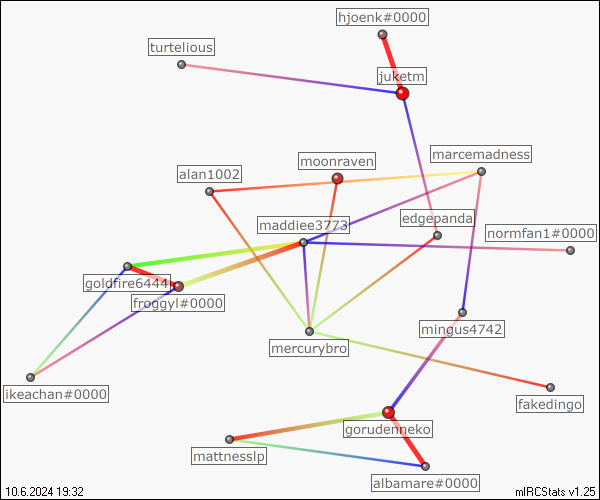 hjoenk#0000
turtelious
juketm
marcemadness
moonraven
alan1002
edgepanda
maddiee3773
normfan1#0000
goldfire6444
froggyl#0000
mingus4742
mercurybro
ikeachan#0000
fakedingo
gorudenneko
mattnesslp
albamare#0000
10.6.2024 19:32
mIRCStats v1.25